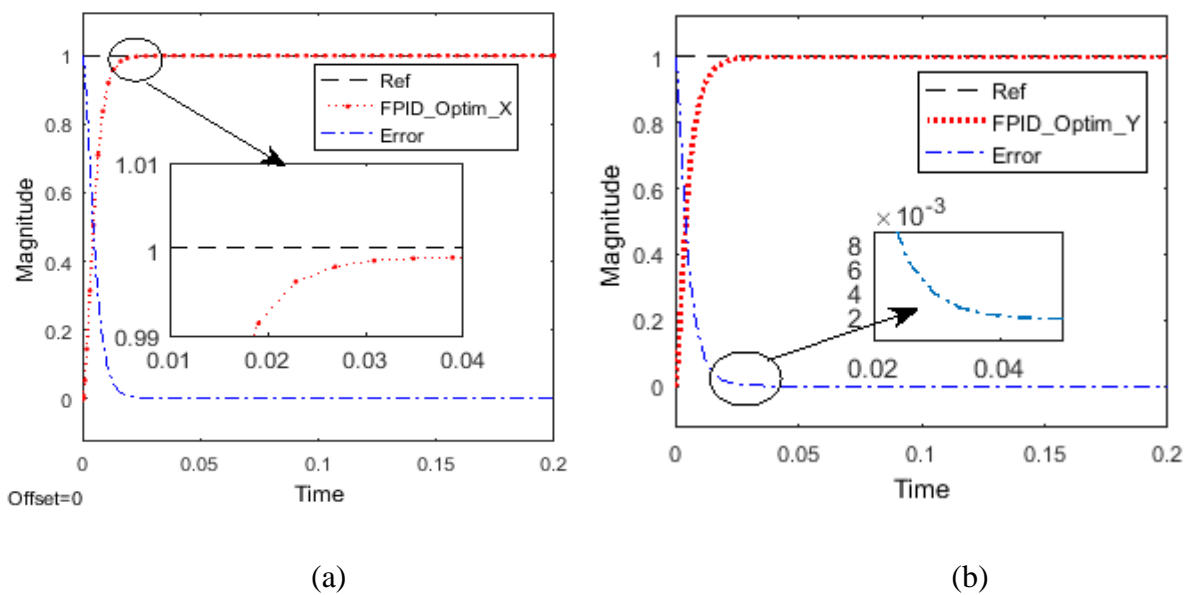 Magnitude
1
0.8
0.6
0.4
0.2
0
0
0.05
0.1
0.15
0.2
Time
Offset=0
Ref
FPID_Optim_X
Error
1.01
1
0.99
0.01
0.02
0.03
0.04
(a)
Magnitude
1
0.8
0.6
0.4
0.2
0
0
0.05
0.1
0.15
0.2
Time
Ref
FPID_Optim_Y
Error
× 10-3
8
6
4
2
0.02
0.04
(b)